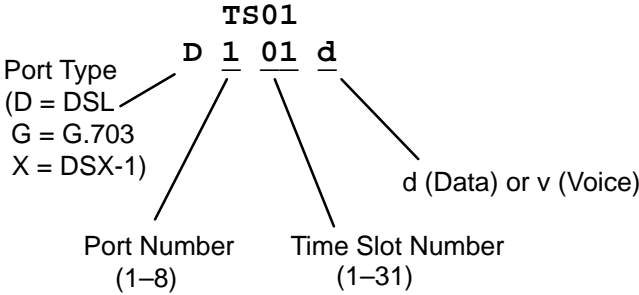 TS01
D 1 01 d
Port Type
(D = DSL
G = G.703
X = DSX-1)
d (Data) or v (Voice)
Port Number
(1–8)
Time Slot Number
(1–31)